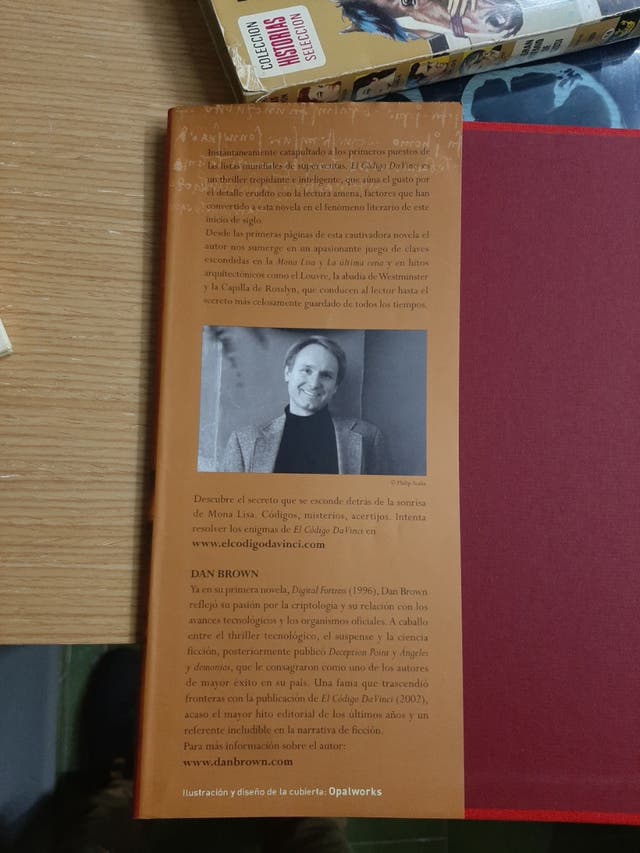 COLECCION
HISTORIAS
SELECCION
Instantáneamente catapultado a los primeros puestos de
las listas mundiales de superventas, El Código DaVinci es
un thriller trepidante e inteligente, que aúna el gusto por
el detalle erudito con la lectura amena, factores que han
convertido a esta novela en el fenómeno literario de este
inicio de siglo.
Desde las primeras páginas de esta cautivadora novela el
autor nos sumerge en un apasionante juego de claves
escondidas en la Mona Lisa y La última cena y en hitos
arquitectónicos como el Louvre, la abadía de Westminster
y la Capilla de Rosslyn, que conducen al lector hasta el
secreto más celosamente guardado de todos los tiempos.
© Philip Scalia
Descubre el secreto que se esconde detrás de la sonrisa
de Mona Lisa. Códigos, misterios, acertijos. Intenta
resolver los enigmas de El Código DaVinci en
www.elcodigodavinci.com
DAN BROWN
Ya en su primera novela, Digital Fortress (1996), Dan Brown
reflejó su pasión por la criptología y su relación con los
avances tecnológicos y los organismos oficiales. A caballo
entre el thriller tecnológico, el suspense y la ciencia
ficción, posteriormente publicó Deception Point y Ángeles
y demonios, que le consagraron como uno de los autores
de mayor éxito en su país. Una fama que trascendió
fronteras con la publicación de El Código DaVinci (2002),
acaso el mayor hito editorial de los últimos años y un
referente ineludible en la narrativa de ficción.
Para más información sobre el autor:
www.danbrown.com
Ilustración y diseño de la cubierta: Opalworks